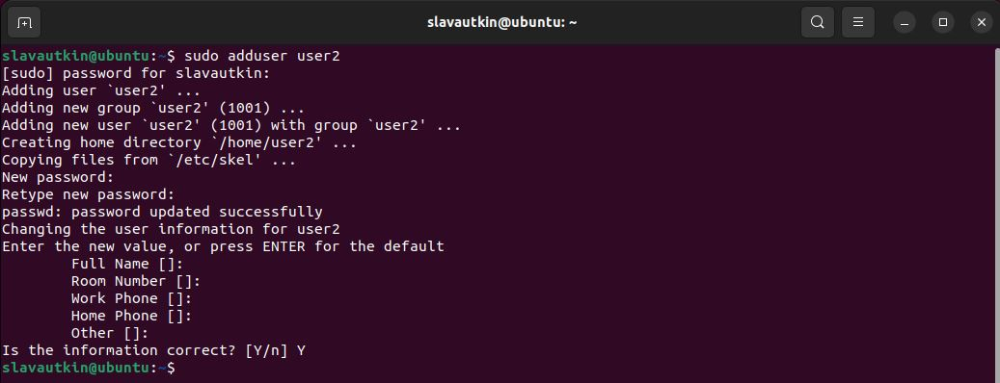 slavautkin@ubuntu: ~
slavautkin@ubuntu:~$ sudo adduser user2
[sudo] password for slavautkin:
Adding user `user2' ...
Adding new group `user2' (1001) ...
Adding new user `user2' (1001) with group `user2' ...
Creating home directory `/home/user2' ...
Copying files from `/etc/skel' ...
New password:
Retype new password:
passwd: password updated successfully
Changing the user information for user2
Enter the new value, or press ENTER for the default
        Full Name []:
        Room Number []:
        Work Phone []:
        Home Phone []:
        Other []:
Is the information correct? [Y/n] Y
slavautkin@ubuntu:~$